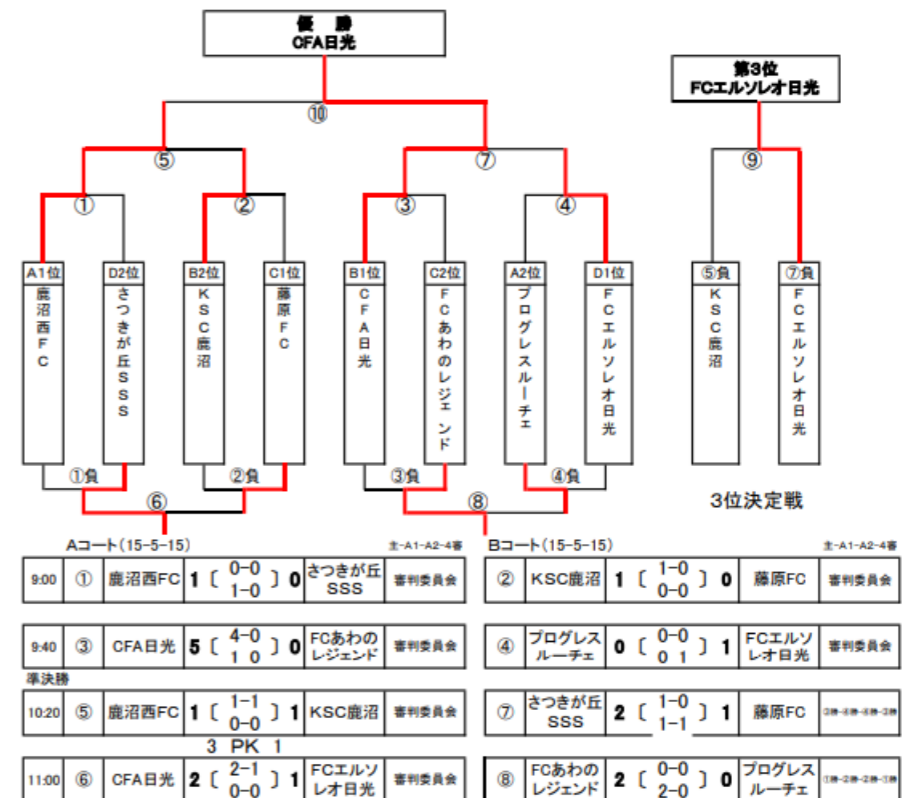 優 勝
CFA日光
第3位
FCエルソレオ日光
⑩
⑤
⑦
⑨
①
②
③
④
A1位
D2位
B2位
C1位
B1位
C2位
A2位
D1位
⑤負
⑦負
鹿沼西FC
さつきが丘SSS
KSC鹿沼
藤原FC
CFA日光
FCあわのレジェンド
プログレスルーチェ
FCエルソレオ日光
KSC鹿沼
FCエルソレオ日光
①負
②負
③負
④負
⑥
⑧
3位決定戦
Aコート(15-5-15)
主-A1-A2-4審
Bコート(15-5-15)
主-A1-A2-4審
9:00 ① 鹿沼西FC 1 〔 0-0 1-0 〕 0 さつきが丘SSS 審判委員会
② KSC鹿沼 1 〔 1-0 0-0 〕 0 藤原FC 審判委員会
9:40 ③ CFA日光 5 〔 4-0 1 0 〕 0 FCあわのレジェンド 審判委員会
④ プログレスルーチェ 0 〔 0-0 0 1 〕 1 FCエルソレオ日光 審判委員会
準決勝
10:20 ⑤ 鹿沼西FC 1 〔 1-1 0-0 〕 1 KSC鹿沼 審判委員会
3 PK 1
⑦ さつきが丘SSS 2 〔 1-0 1-1 〕 1 藤原FC
11:00 ⑥ CFA日光 2 〔 2-1 0-0 〕 1 FCエルソレオ日光 審判委員会
⑧ FCあわのレジェンド 2 〔 0-0 2-0 〕 0 プログレスルーチェ